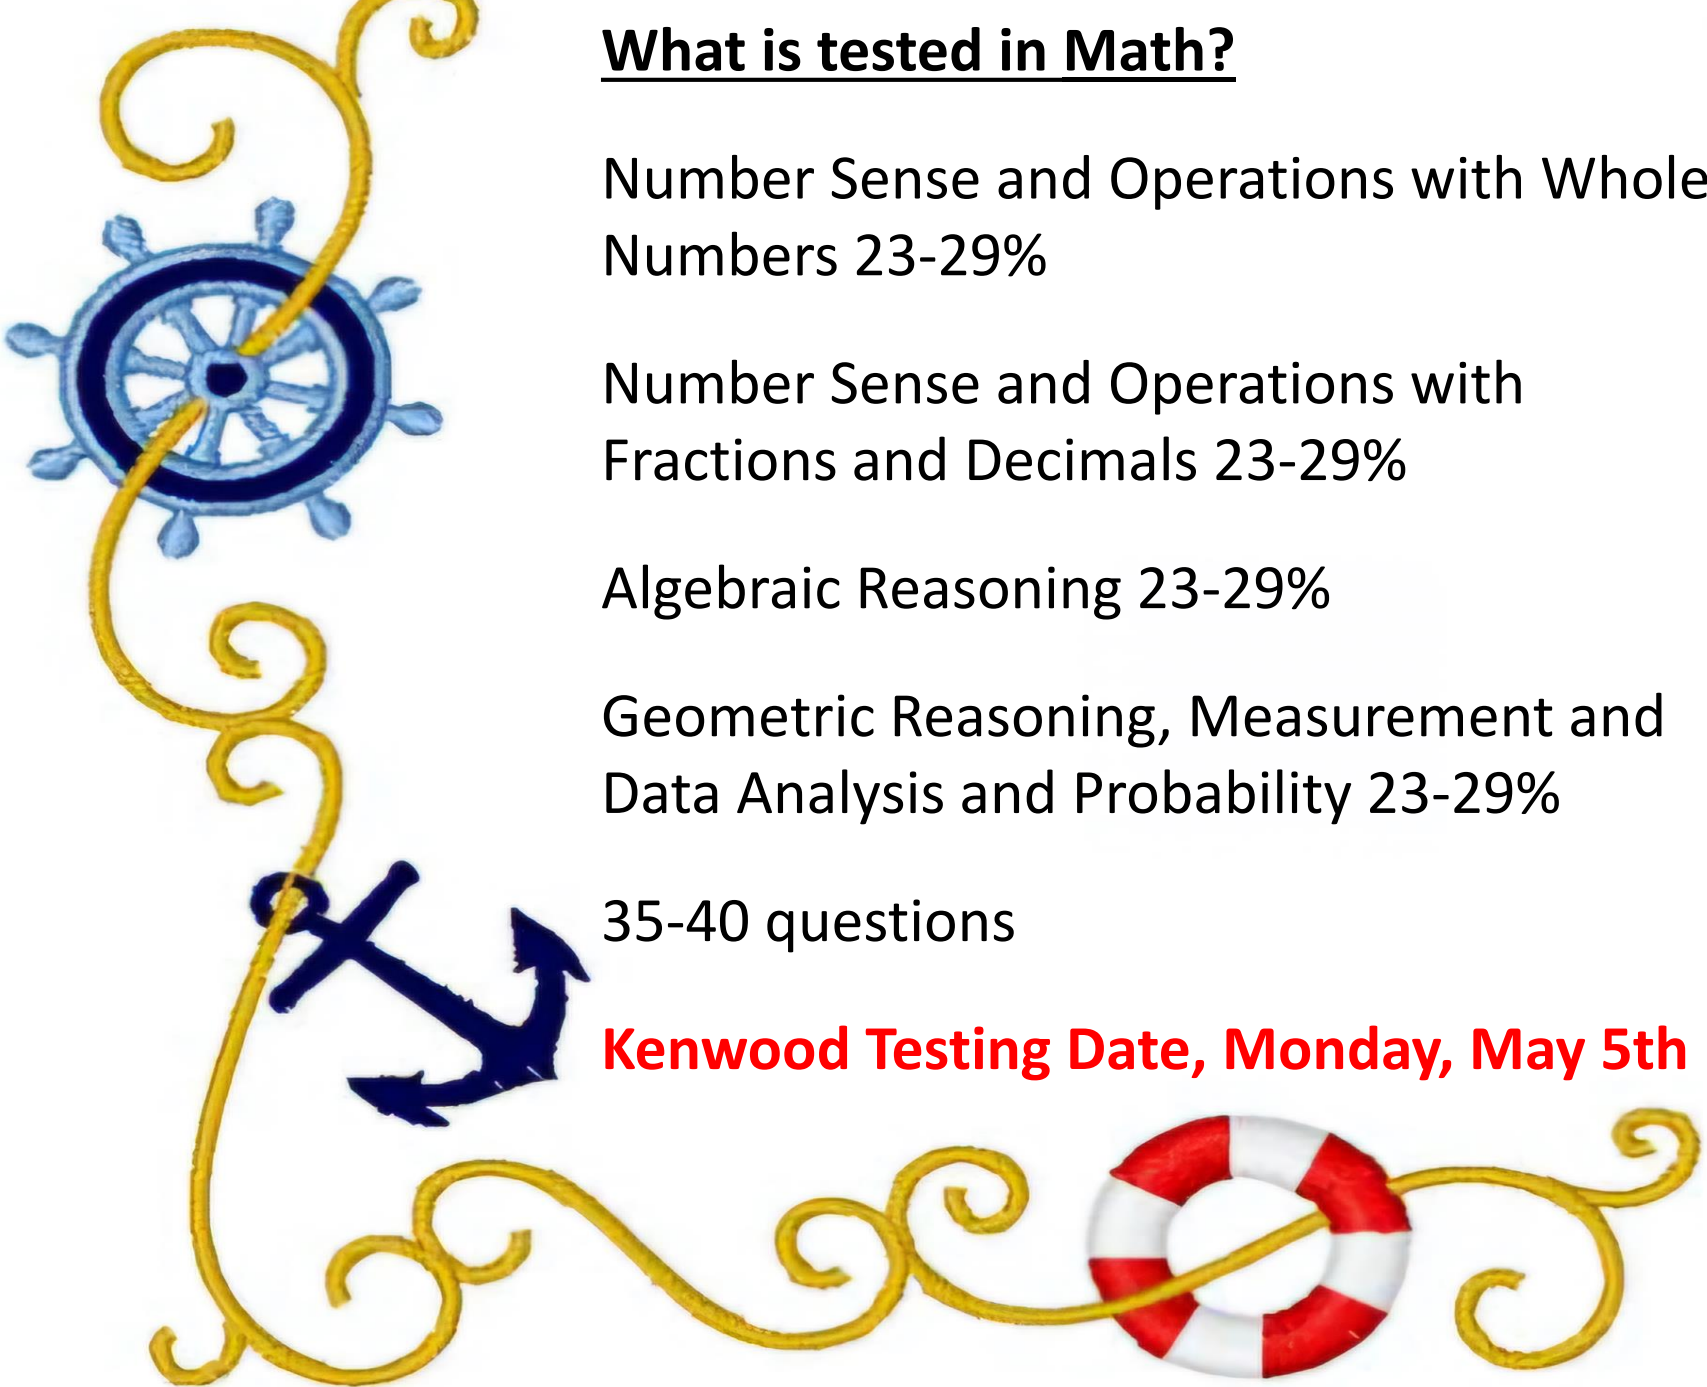 What is tested in Math?
Number Sense and Operations with Whole
Numbers 23-29%
Number Sense and Operations with
Fractions and Decimals 23-29%
Algebraic Reasoning 23-29%
Geometric Reasoning, Measurement and
Data Analysis and Probability 23-29%
35-40 questions
Kenwood Testing Date, Monday, May 5th